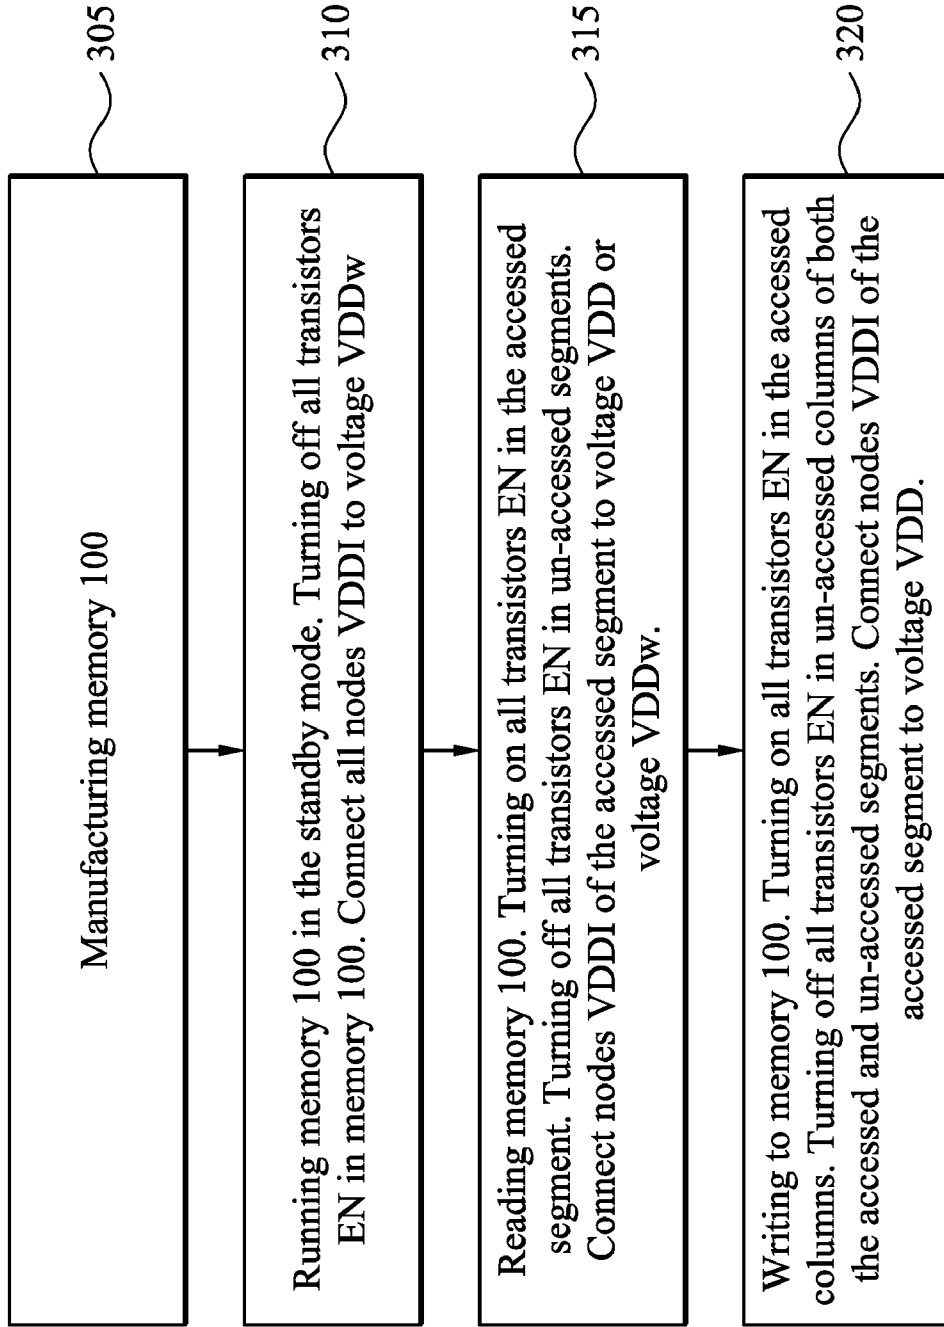 Manufacturing memory 100
305
Running memory 100 in the standby mode. Turning off all transistors
EN in memory 100. Connect all nodes VDDI to voltage VDDw
310
Reading memory 100. Turning on all transistors EN in the accessed
segment. Turning off all transistors EN in un-accessed segments.
Connect nodes VDDI of the accessed segment to voltage VDD or
voltage VDDw.
315
Writing to memory 100. Turning on all transistors EN in the accessed
columns. Turning off all transistors EN in un-accessed columns of both
the accessed and un-accessed segments. Connect nodes VDDI of the
accessed segment to voltage VDD.
320